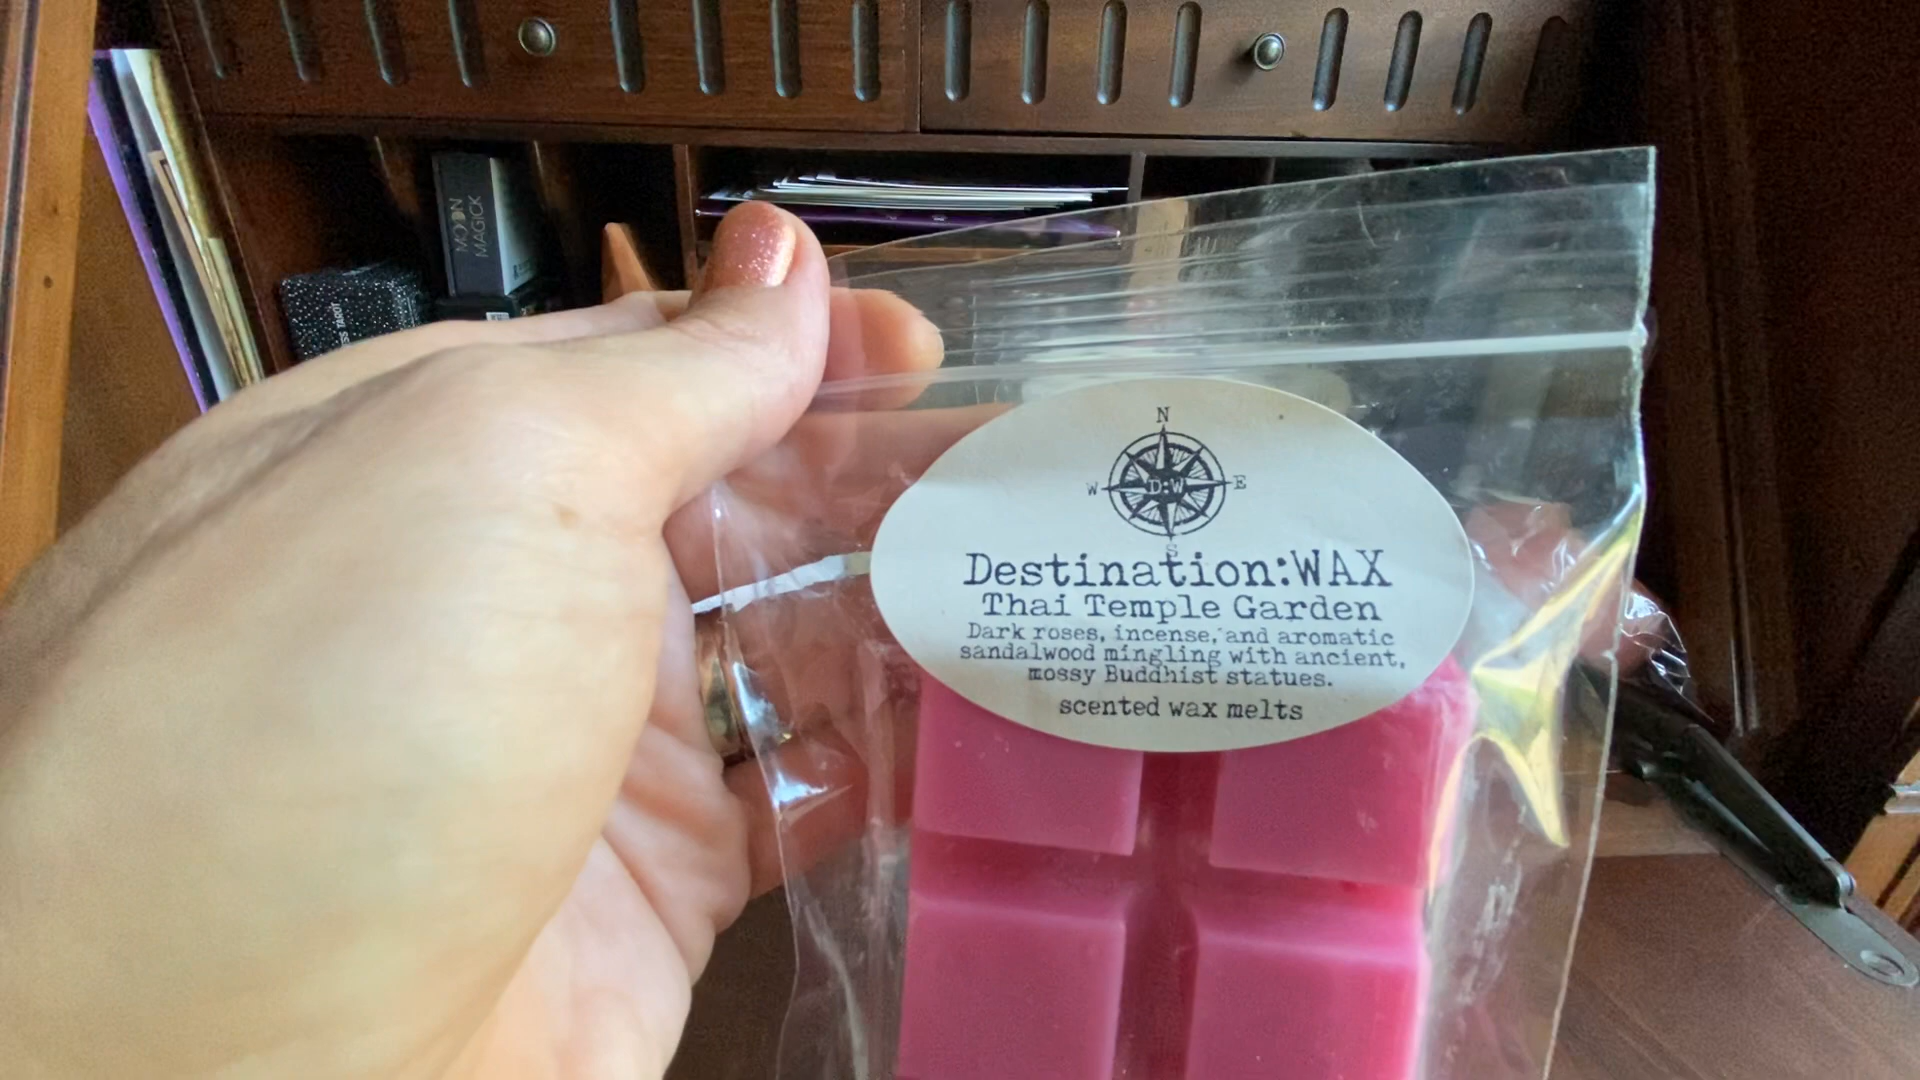 MOON
MAGICK
N
W D:W E
S
Destination:WAX
Thai Temple Garden
Dark roses, incense, and aromatic
sandalwood mingling with ancient,
mossy Buddhist statues.
scented wax melts